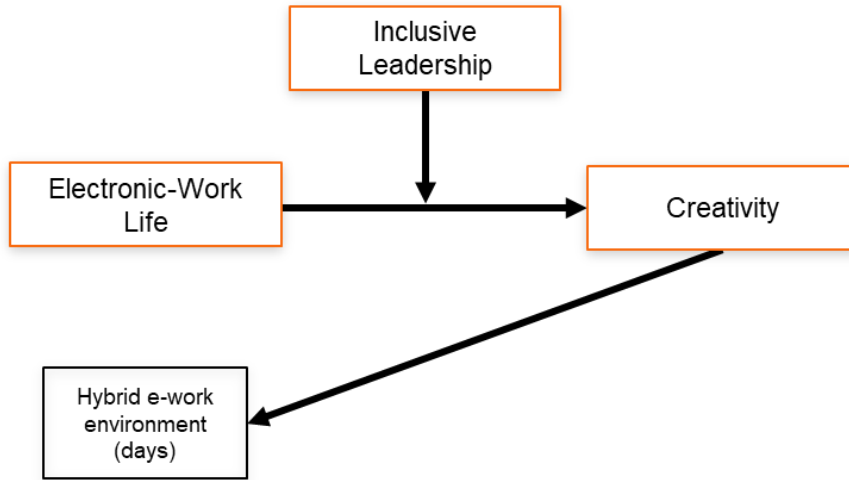 Inclusive
Leadership
Electronic-Work
Life
Creativity
Hybrid e-work
environment
(days)